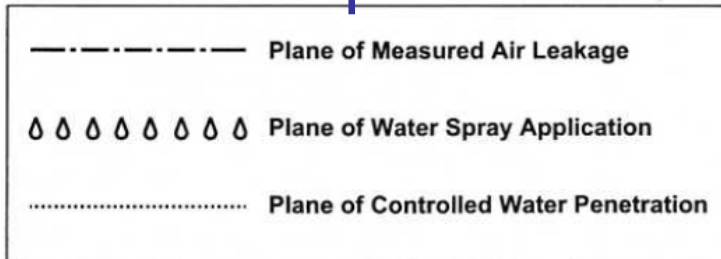 Plane of Measured Air Leakage
Plane of Water Spray Application
Plane of Controlled Water Penetration